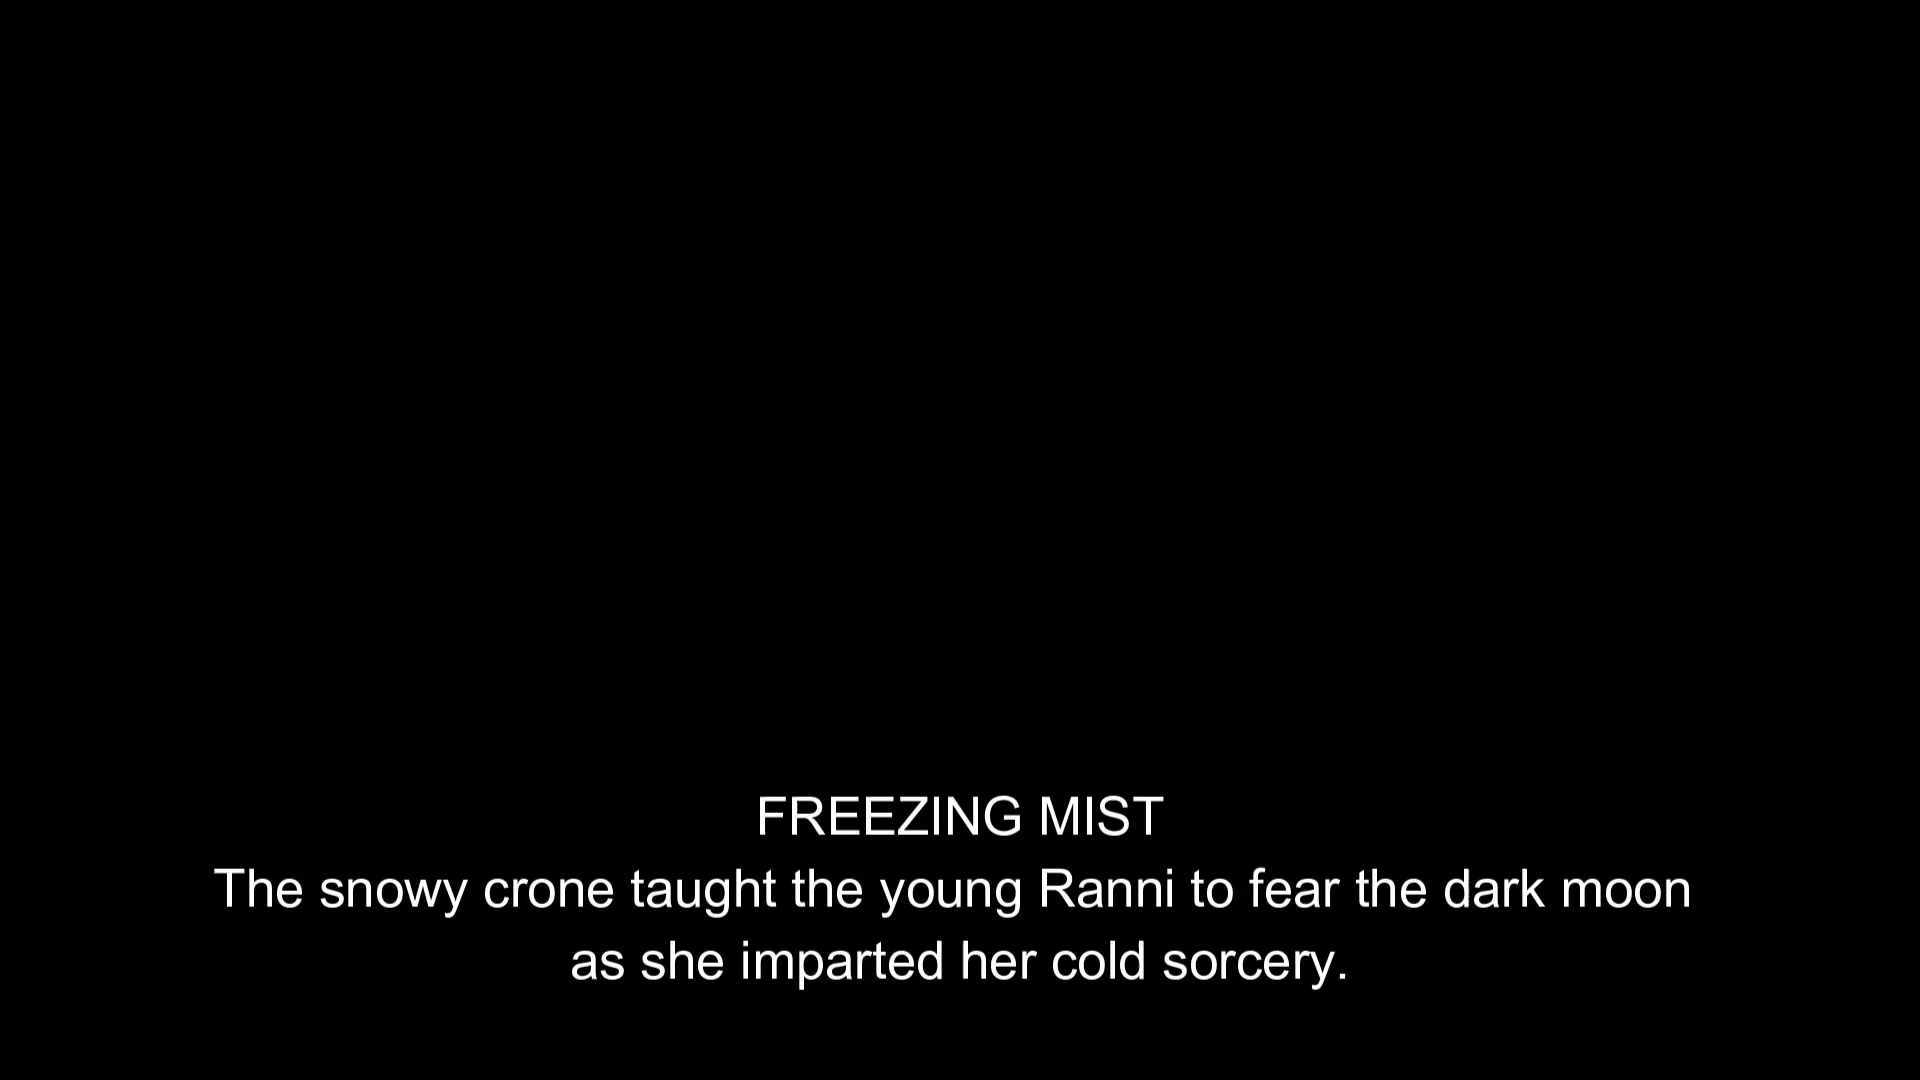 FREEZING MIST
The snowy crone taught the young Ranni to fear the dark moon
as she imparted her cold sorcery.